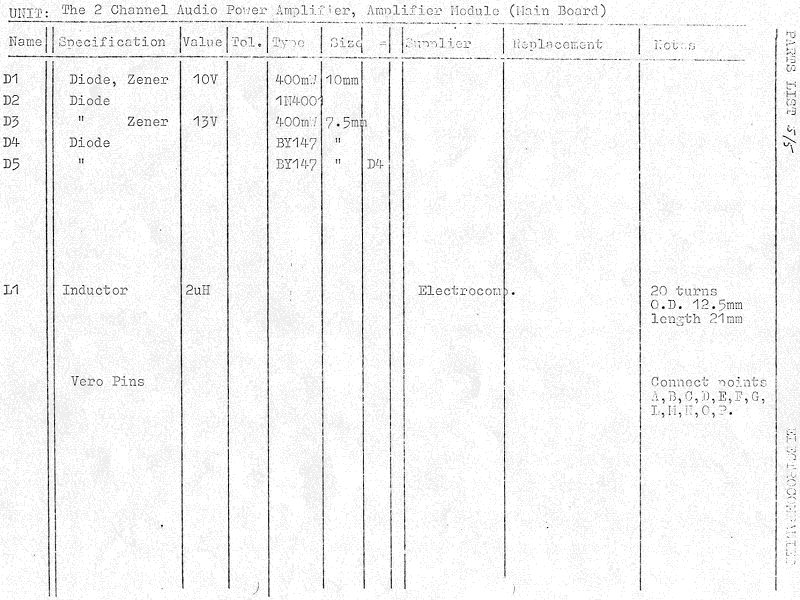 UNIT: The 2 Channel Audio Power Amplifier, Amplifier Module (Main Board)
Name Specification Value Tol. Type Size = Supplier Replacement Notes
D1 Diode, Zener 10V 400mW 10mm
D2 Diode 1N4001
D3 " Zener 13V 400mW 7.5mm
D4 Diode BY147 "
D5 " BY147 " D4
L1 Inductor 2uH Electrocomp. 20 turns
O.D. 12.5mm
length 21mm
Vero Pins Connect points
A,B,C,D,E,F,G,
L,M,N,O,P.
PARTS LIST 5/5